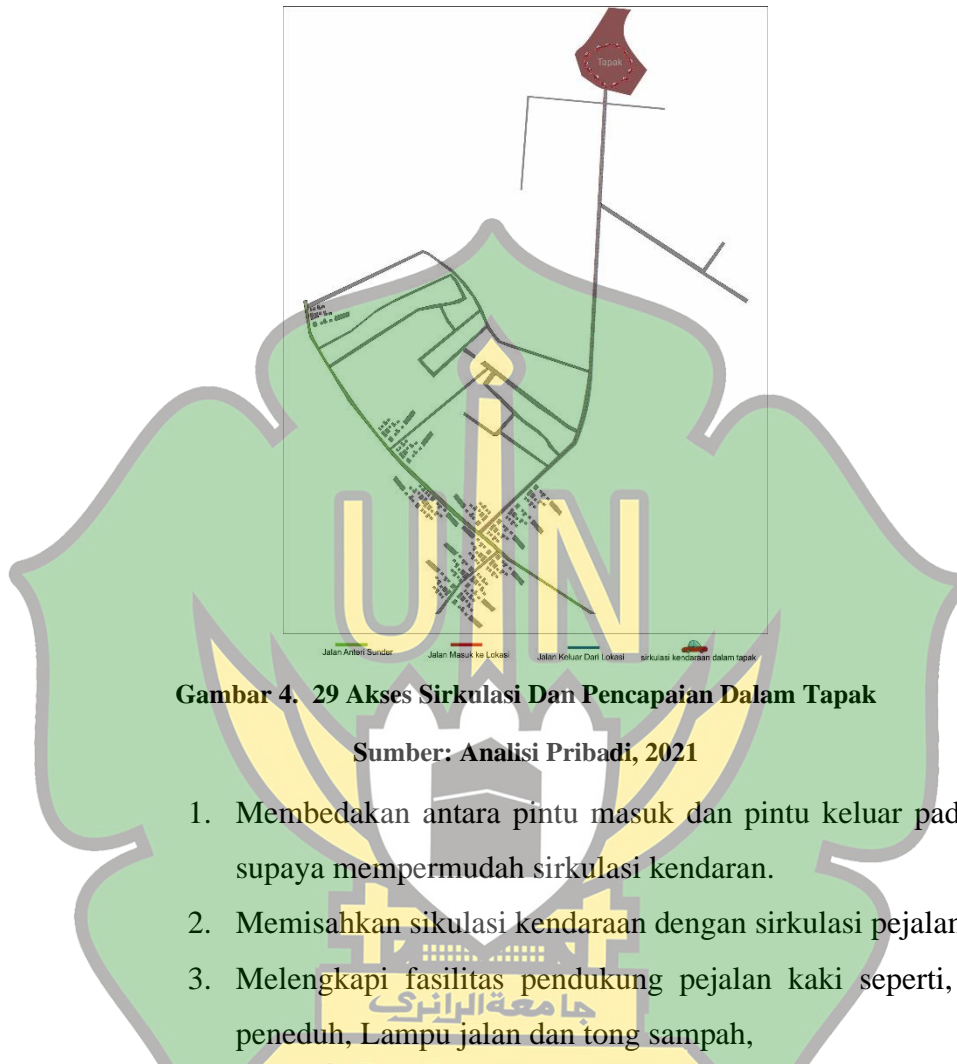 Tapak
Jalan Arteri Sunder
Jalan Masuk ke Lokasi
Jalan Keluar Dari Lokasi
sirkulasi kendaraan dalam tapak
Gambar 4.  29 Akses Sirkulasi Dan Pencapaian Dalam Tapak
Sumber: Analisi Pribadi, 2021
1. Membedakan antara pintu masuk dan pintu keluar pad
supaya mempermudah sirkulasi kendaran.
2. Memisahkan sikulasi kendaraan dengan sirkulasi pejalan
3. Melengkapi fasilitas pendukung pejalan kaki seperti,
peneduh, Lampu jalan dan tong sampah,
UIN
جامعةالرانري